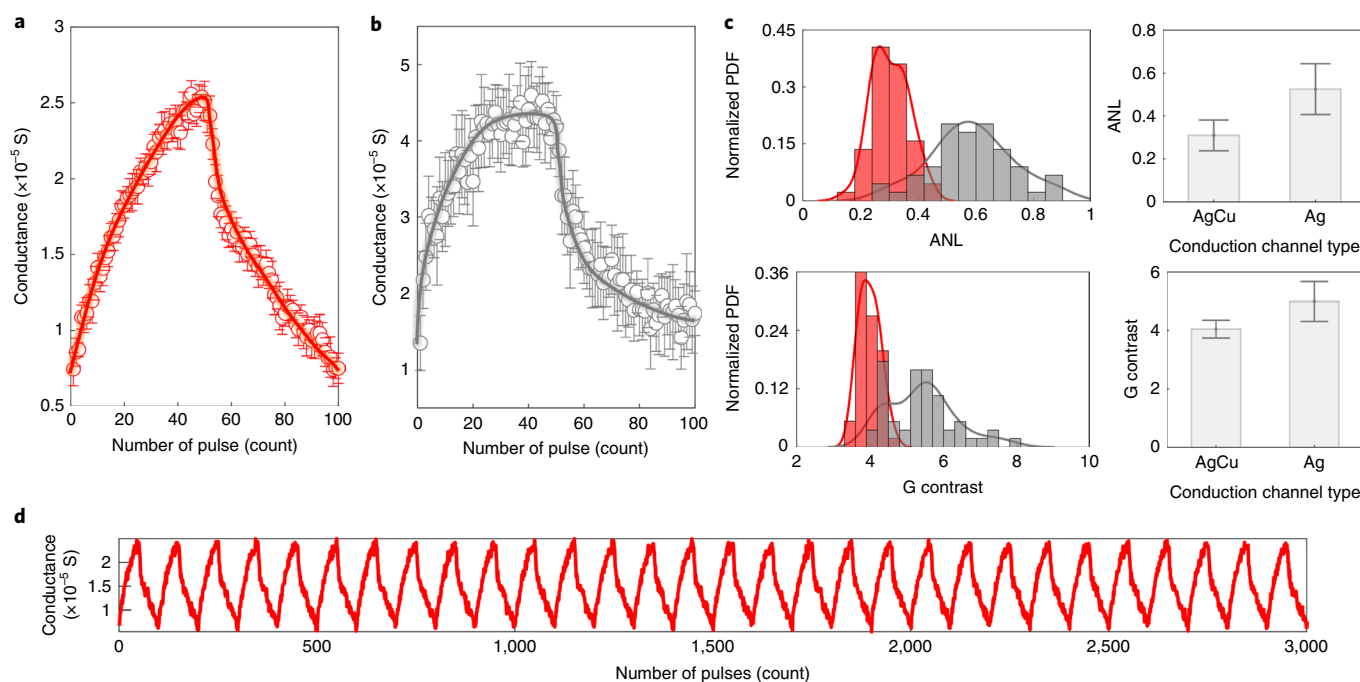 a
3
2.5
2
1.5
1
0.5
Conductance (×10⁻⁵ S)
0 20 40 60 80 100
Number of pulse (count)
b
5
4
3
2
1
Conductance (×10⁻⁵ S)
0 20 40 60 80 100
Number of pulse (count)
c
0.45
0.30
0.15
0
Normalized PDF
0 0.2 0.4 0.6 0.8 1
ANL
0.8
0.6
0.4
0.2
0
ANL
AgCu Ag
Conduction channel type
0.36
0.24
0.12
0
Normalized PDF
2 4 6 8 10
G contrast
6
4
2
0
G contrast
AgCu Ag
Conduction channel type
d
2
1.5
1
Conductance
(×10⁻⁵ S)
0 500 1,000 1,500 2,000 2,500 3,000
Number of pulses (count)